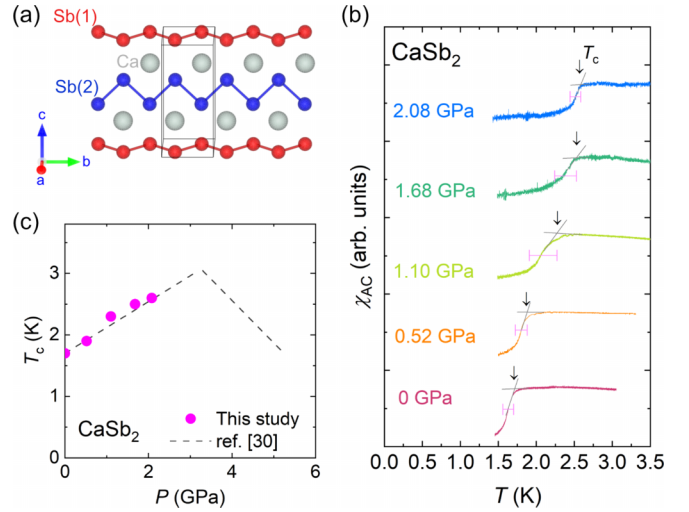 (a)
Sb(1)
Ca
Sb(2)
c
b
a
(b)
CaSb2
Tc
2.08 GPa
1.68 GPa
1.10 GPa
0.52 GPa
0 GPa
χAC (arb. units)
0.0 0.5 1.0 1.5 2.0 2.5 3.0 3.5
T (K)
(c)
4
3
2
1
0
Tc (K)
CaSb2
This study
ref. [30]
0 2 4 6
P (GPa)